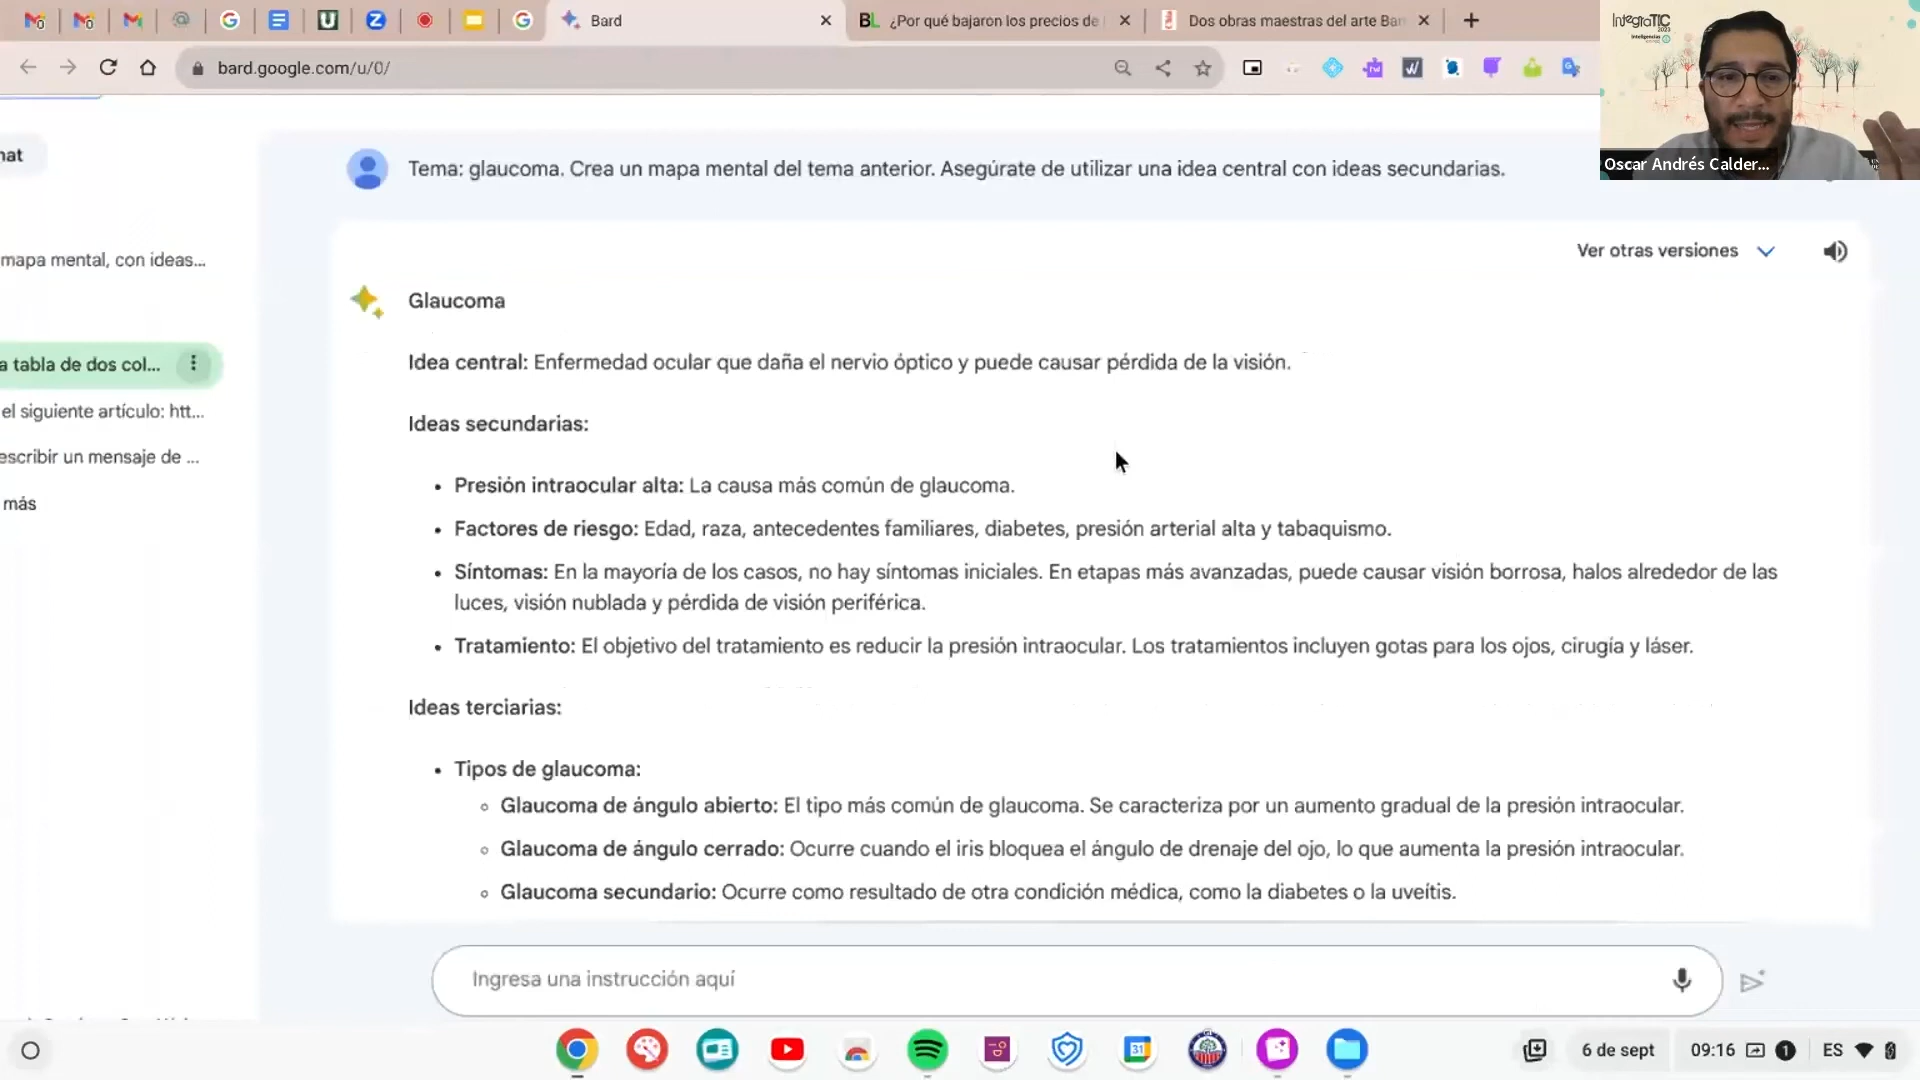 Bard
BL ¿Por qué bajaron los precios de
Dos obras maestras del arte Bar
bard.google.com/u/0/
IntegraTIC
2023
Oscar Andrés Calder...
hat
mapa mental, con ideas...
a tabla de dos col...
el siguiente artículo: htt...
escribir un mensaje de ...
más
Tema: glaucoma. Crea un mapa mental del tema anterior. Asegúrate de utilizar una idea central con ideas secundarias.
Ver otras versiones
Glaucoma
Idea central: Enfermedad ocular que daña el nervio óptico y puede causar pérdida de la visión.
Ideas secundarias:
• Presión intraocular alta: La causa más común de glaucoma.
• Factores de riesgo: Edad, raza, antecedentes familiares, diabetes, presión arterial alta y tabaquismo.
• Síntomas: En la mayoría de los casos, no hay síntomas iniciales. En etapas más avanzadas, puede causar visión borrosa, halos alrededor de las
luces, visión nublada y pérdida de visión periférica.
• Tratamiento: El objetivo del tratamiento es reducir la presión intraocular. Los tratamientos incluyen gotas para los ojos, cirugía y láser.
Ideas terciarias:
• Tipos de glaucoma:
◦ Glaucoma de ángulo abierto: El tipo más común de glaucoma. Se caracteriza por un aumento gradual de la presión intraocular.
◦ Glaucoma de ángulo cerrado: Ocurre cuando el iris bloquea el ángulo de drenaje del ojo, lo que aumenta la presión intraocular.
◦ Glaucoma secundario: Ocurre como resultado de otra condición médica, como la diabetes o la uveítis.
Ingresa una instrucción aquí
31
6 de sept
09:16
1
ES